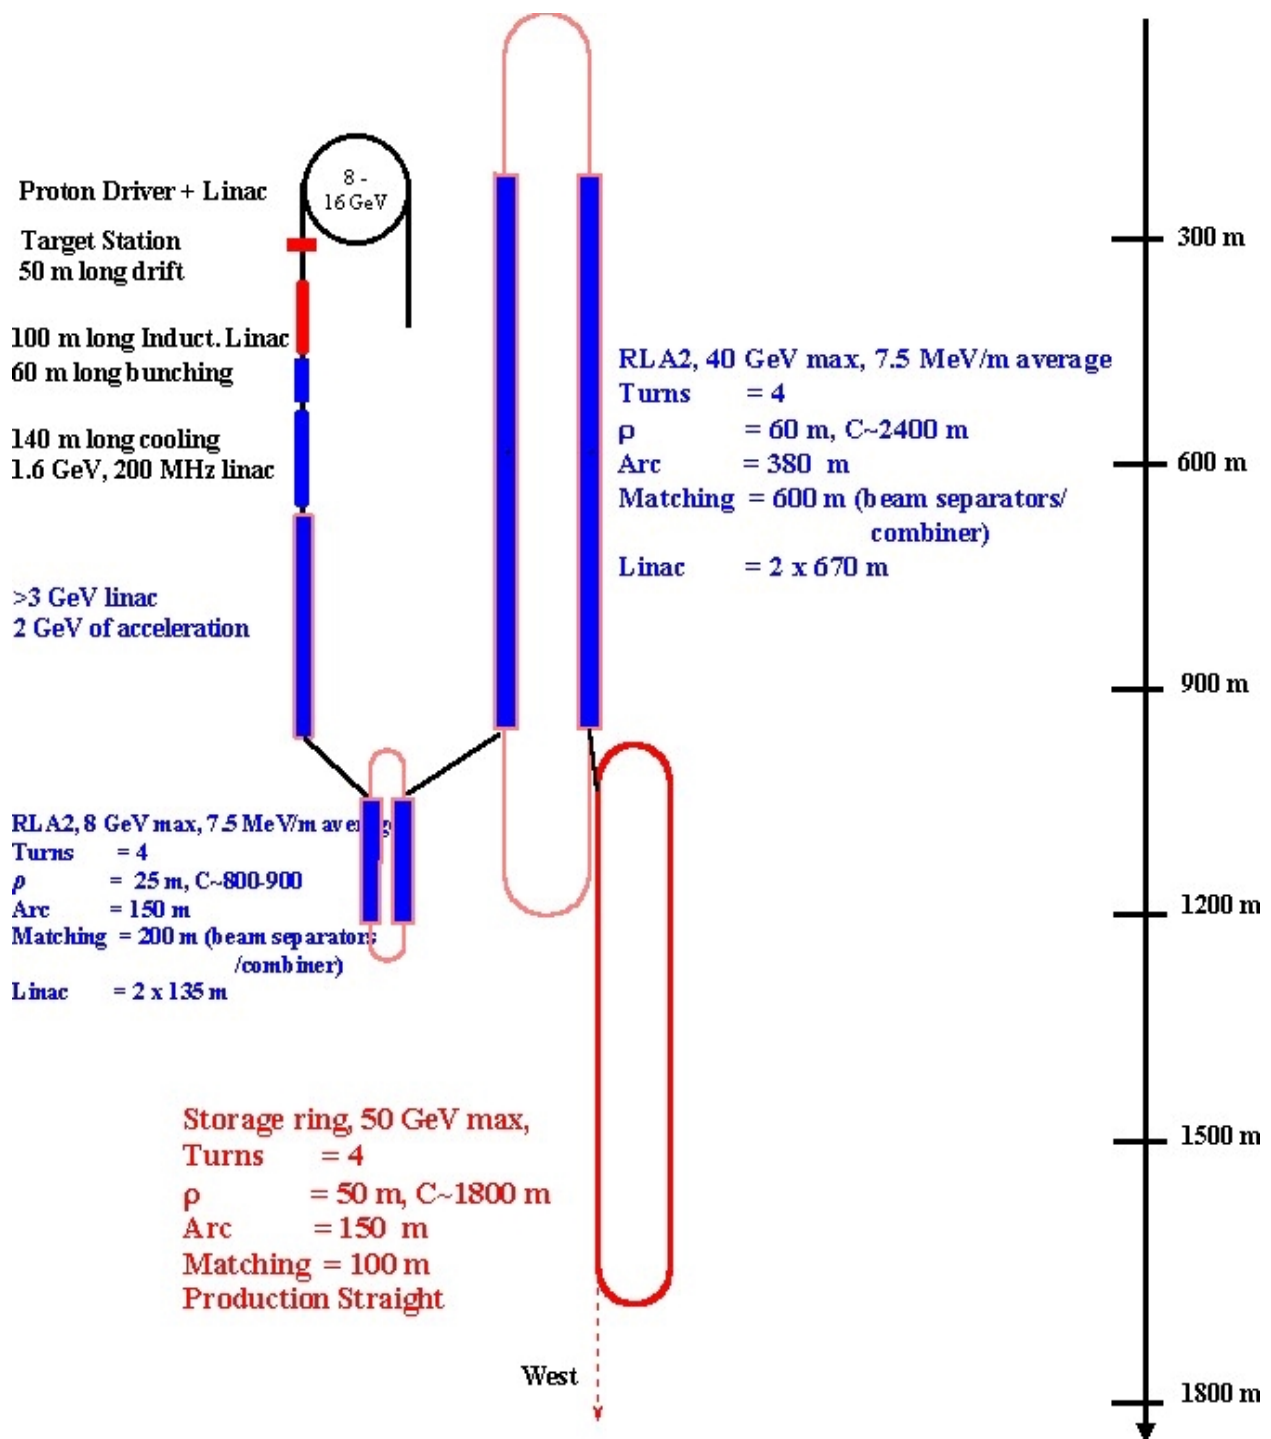 8 -
16 GeV
Proton Driver + Linac
Target Station
50 m long drift
100 m long Induct. Linac
60 m long bunching
140 m long cooling
1.6 GeV, 200 MHz linac
>3 GeV linac
2 GeV of acceleration
RLA2, 40 GeV max, 7.5 MeV/m average
Turns = 4
ρ = 60 m, C~2400 m
Arc = 380 m
Matching = 600 m (beam separators/
combiner)
Linac = 2 x 670 m
RLA2, 8 GeV max, 7.5 MeV/m average
Turns = 4
ρ = 25 m, C~800-900
Arc = 150 m
Matching = 200 m (beam separators
/combiner)
Linac = 2 x 135 m
Storage ring, 50 GeV max,
Turns = 4
ρ = 50 m, C~1800 m
Arc = 150 m
Matching = 100 m
Production Straight
West
300 m
600 m
900 m
1200 m
1500 m
1800 m